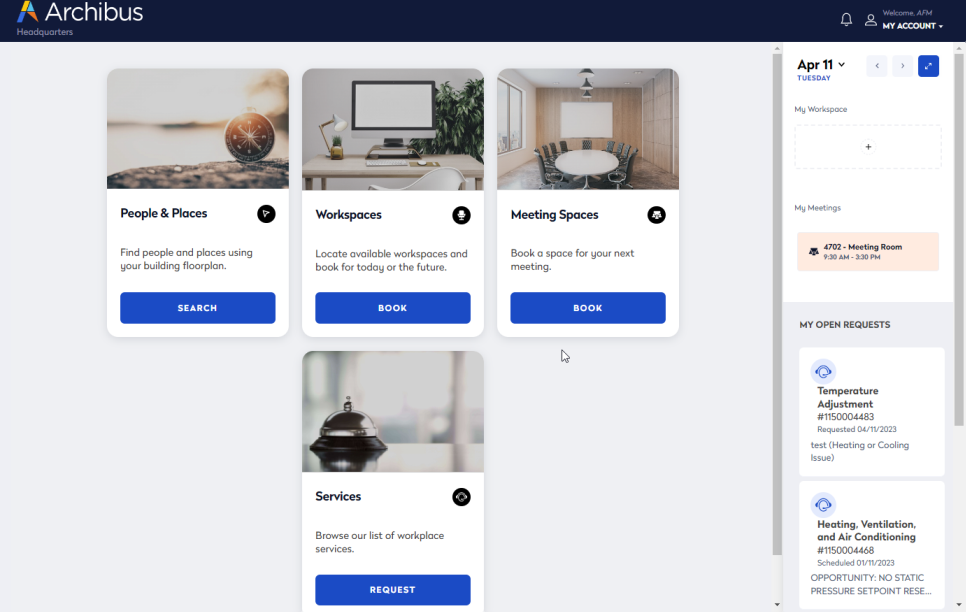 Archibus
Headquarters
Welcome, AFM
MY ACCOUNT
People & Places
Find people and places using
your building floorplan.
SEARCH
Workspaces
Locate available workspaces and
book for today or the future.
BOOK
Meeting Spaces
Book a space for your next
meeting.
BOOK
Services
Browse our list of workplace
services.
REQUEST
Apr 11
TUESDAY
My Workspace
+
My Meetings
4702 - Meeting Room
9:30 AM - 3:30 PM
MY OPEN REQUESTS
Temperature
Adjustment
#1150004483
Requested 04/11/2023
test (Heating or Cooling
Issue)
Heating, Ventilation,
and Air Conditioning
#1150004468
Scheduled 01/11/2023
OPPORTUNITY: NO STATIC
PRESSURE SETPOINT RESE...